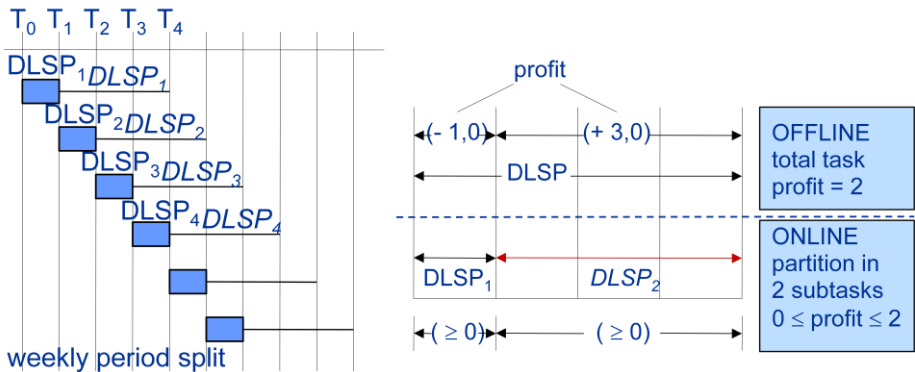 T0 T1 T2 T3 T4
DLSP1 DLSP1
DLSP2 DLSP2
DLSP3 DLSP3
DLSP4 DLSP4
weekly period split
profit
(- 1,0) (+ 3,0)
DLSP
DLSP1 DLSP2
( ≥ 0) ( ≥ 0)
OFFLINE
total task
profit = 2
ONLINE
partition in
2 subtasks
0 ≤ profit ≤ 2